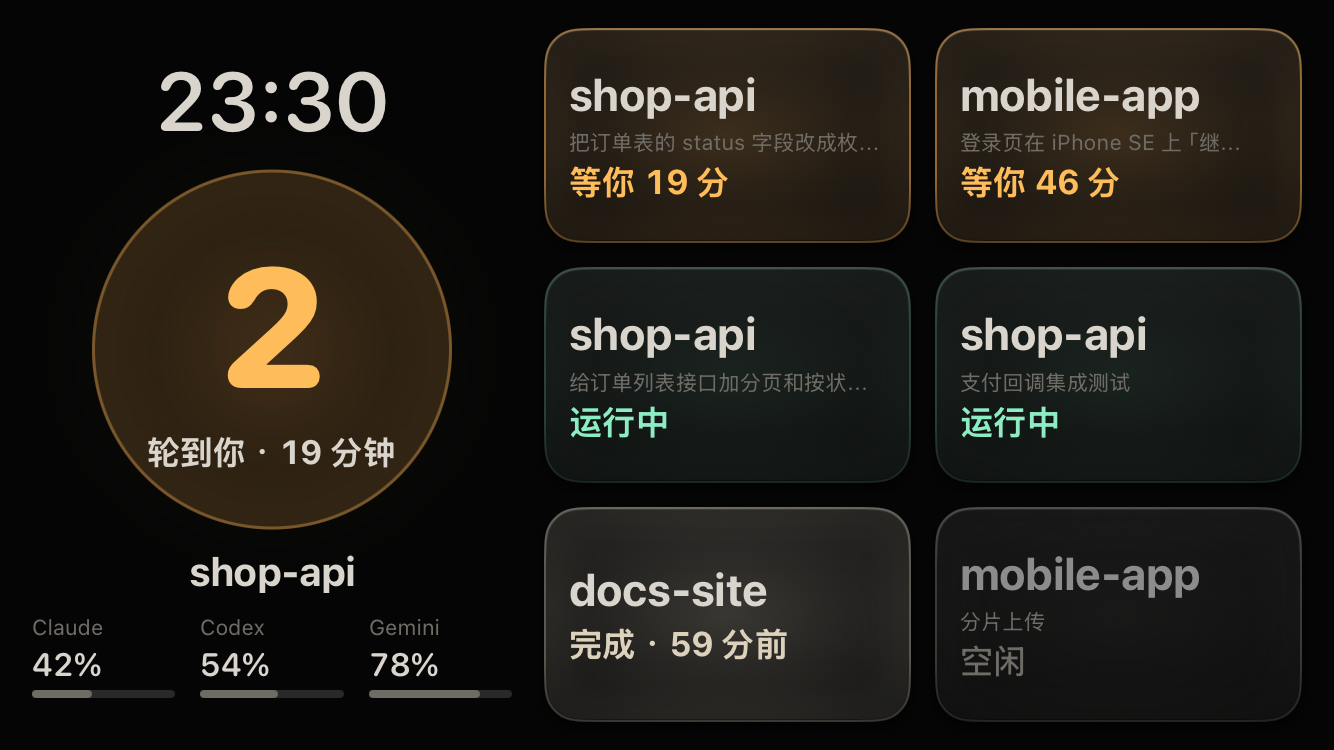 23:30
2
轮到你 · 19 分钟
shop-api
Claude
42%
Codex
54%
Gemini
78%
shop-api
把订单表的 status 字段改成枚…
等你 19 分
mobile-app
登录页在 iPhone SE 上「继…
等你 46 分
shop-api
给订单列表接口加分页和按状…
运行中
shop-api
支付回调集成测试
运行中
docs-site
完成 · 59 分前
mobile-app
分片上传
空闲